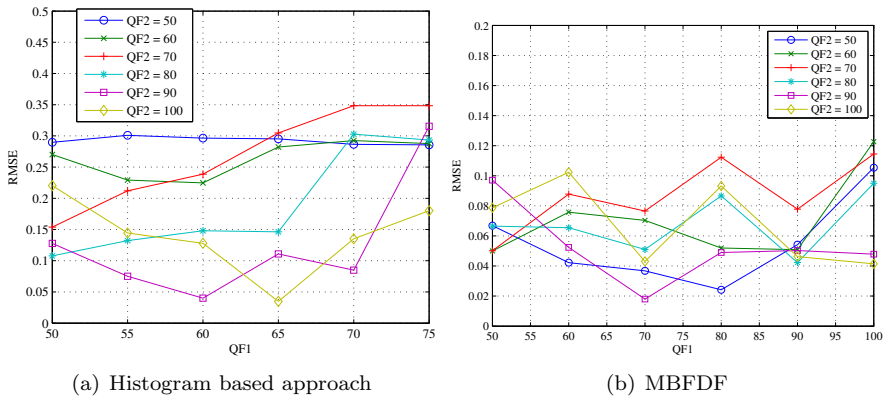 0.5
0.45
0.4
0.35
0.3
0.25
0.2
0.15
0.1
0.05
0
RMSE
50 55 60 65 70 75
QF1
QF2 = 50
QF2 = 60
QF2 = 70
QF2 = 80
QF2 = 90
QF2 = 100
(a) Histogram based approach
0.2
0.18
0.16
0.14
0.12
0.1
0.08
0.06
0.04
0.02
0
RMSE
50 55 60 65 70 75 80 85 90 95 100
QF1
QF2 = 50
QF2 = 60
QF2 = 70
QF2 = 80
QF2 = 90
QF2 = 100
(b) MBFDF